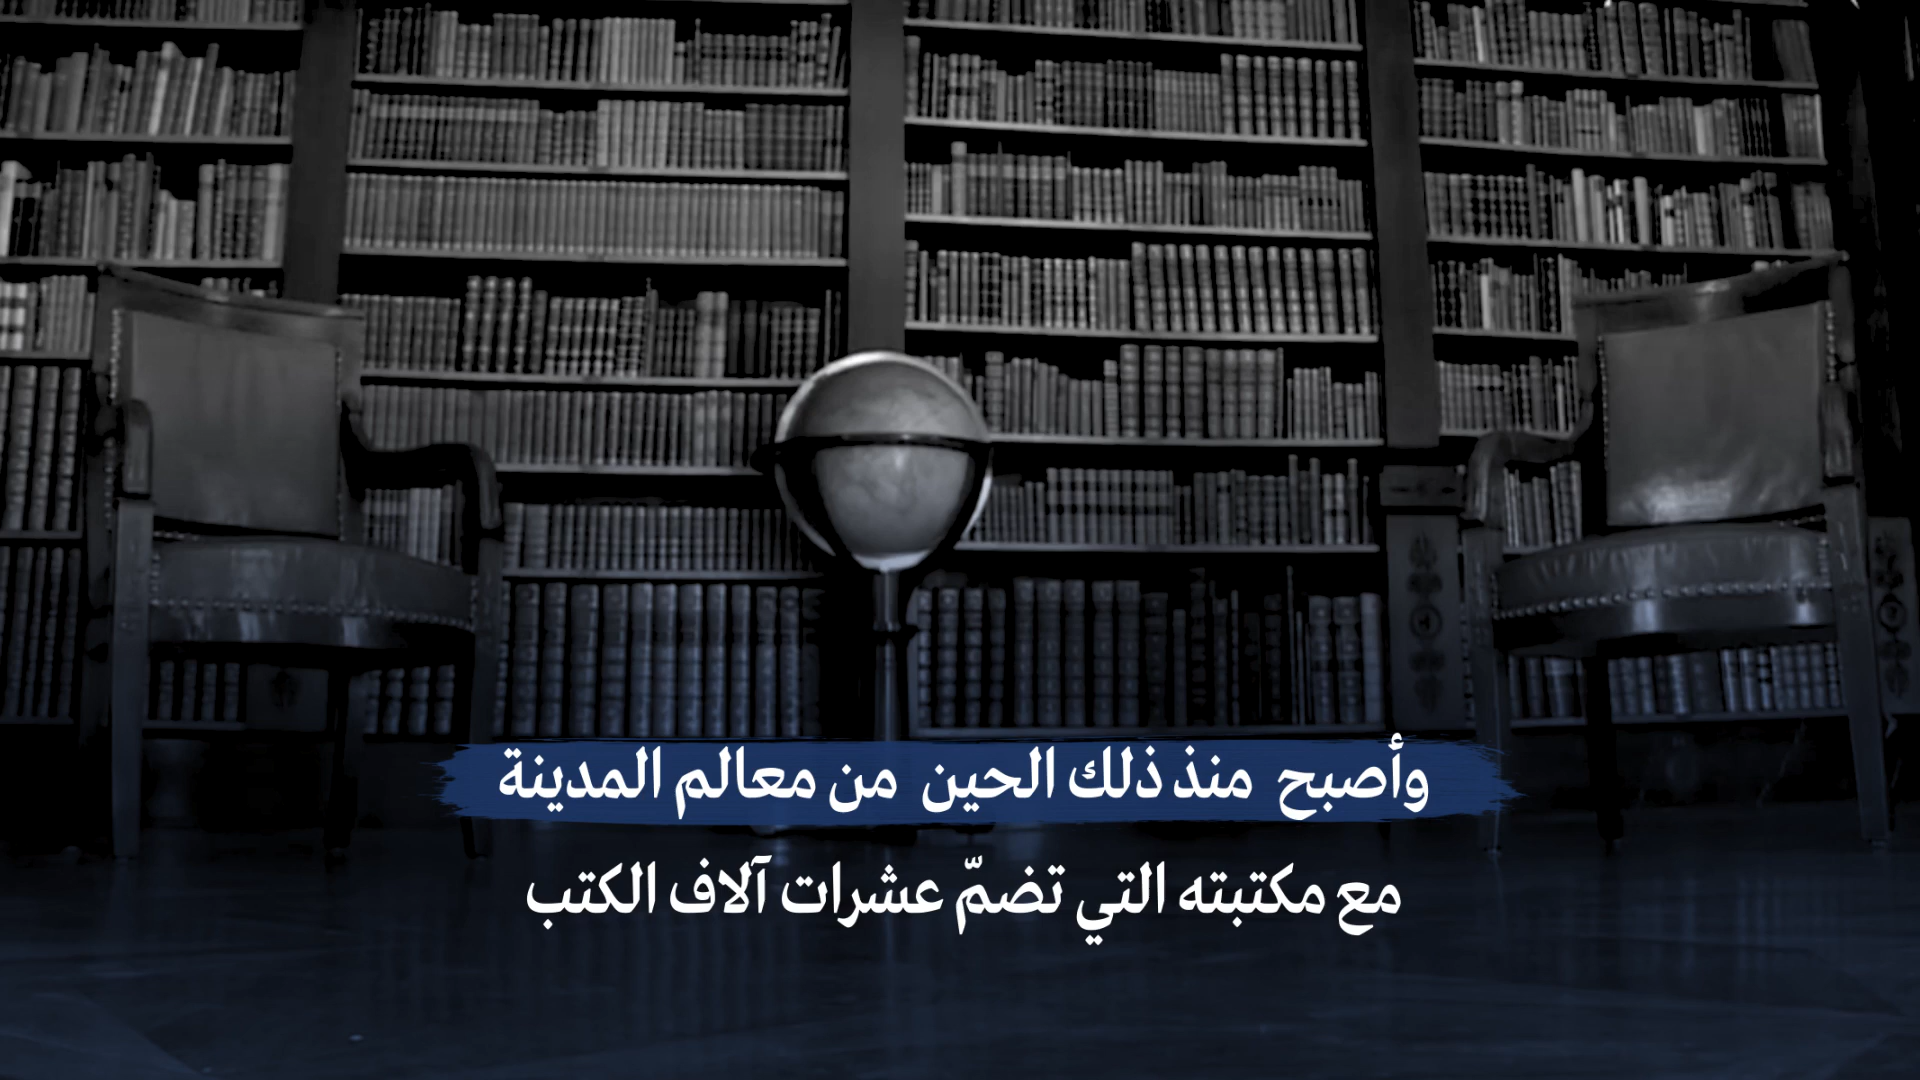 وأصبح منذ ذلك الحين من معالم المدينة
مع مكتبته التي تضمّ عشرات آلاف الكتب